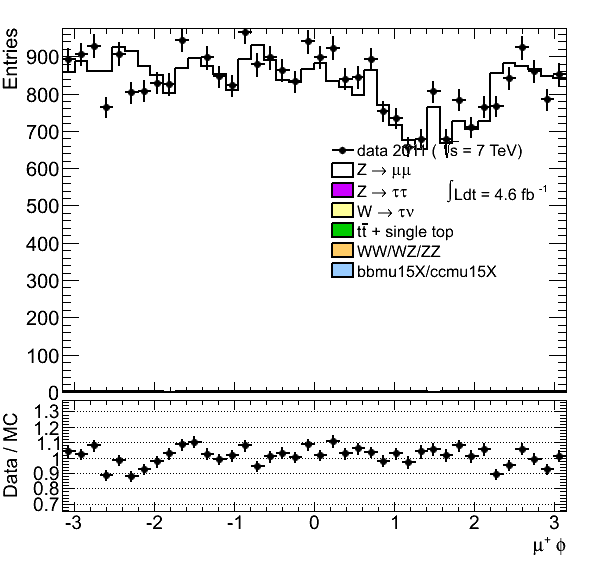 Entries
900
800
700
600
500
400
300
200
100
0
data 2011 ( √s = 7 TeV)
Z → μμ
Z → ττ
∫Ldt = 4.6 fb⁻¹
W → τν
tt̄ + single top
WW/WZ/ZZ
bbmu15X/ccmu15X
Data / MC
1.3
1.2
1.1
1
0.9
0.8
0.7
-3 -2 -1 0 1 2 3
μ⁺ ϕ